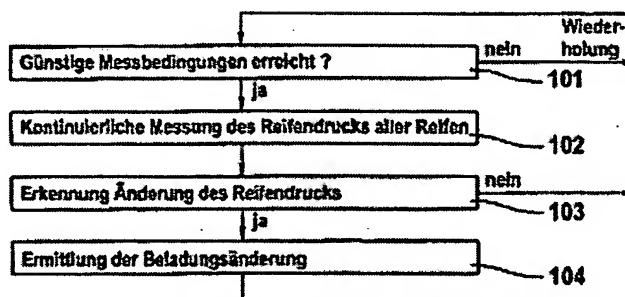 Wieder-
holung
Günstige Messbedingungen erreicht ?
nein
101
ja
Kontinuierliche Messung des Reifendrucks aller Reifen
102
Erkennung Änderung des Reifendrucks
nein
103
ja
Ermittlung der Beladungsänderung
104